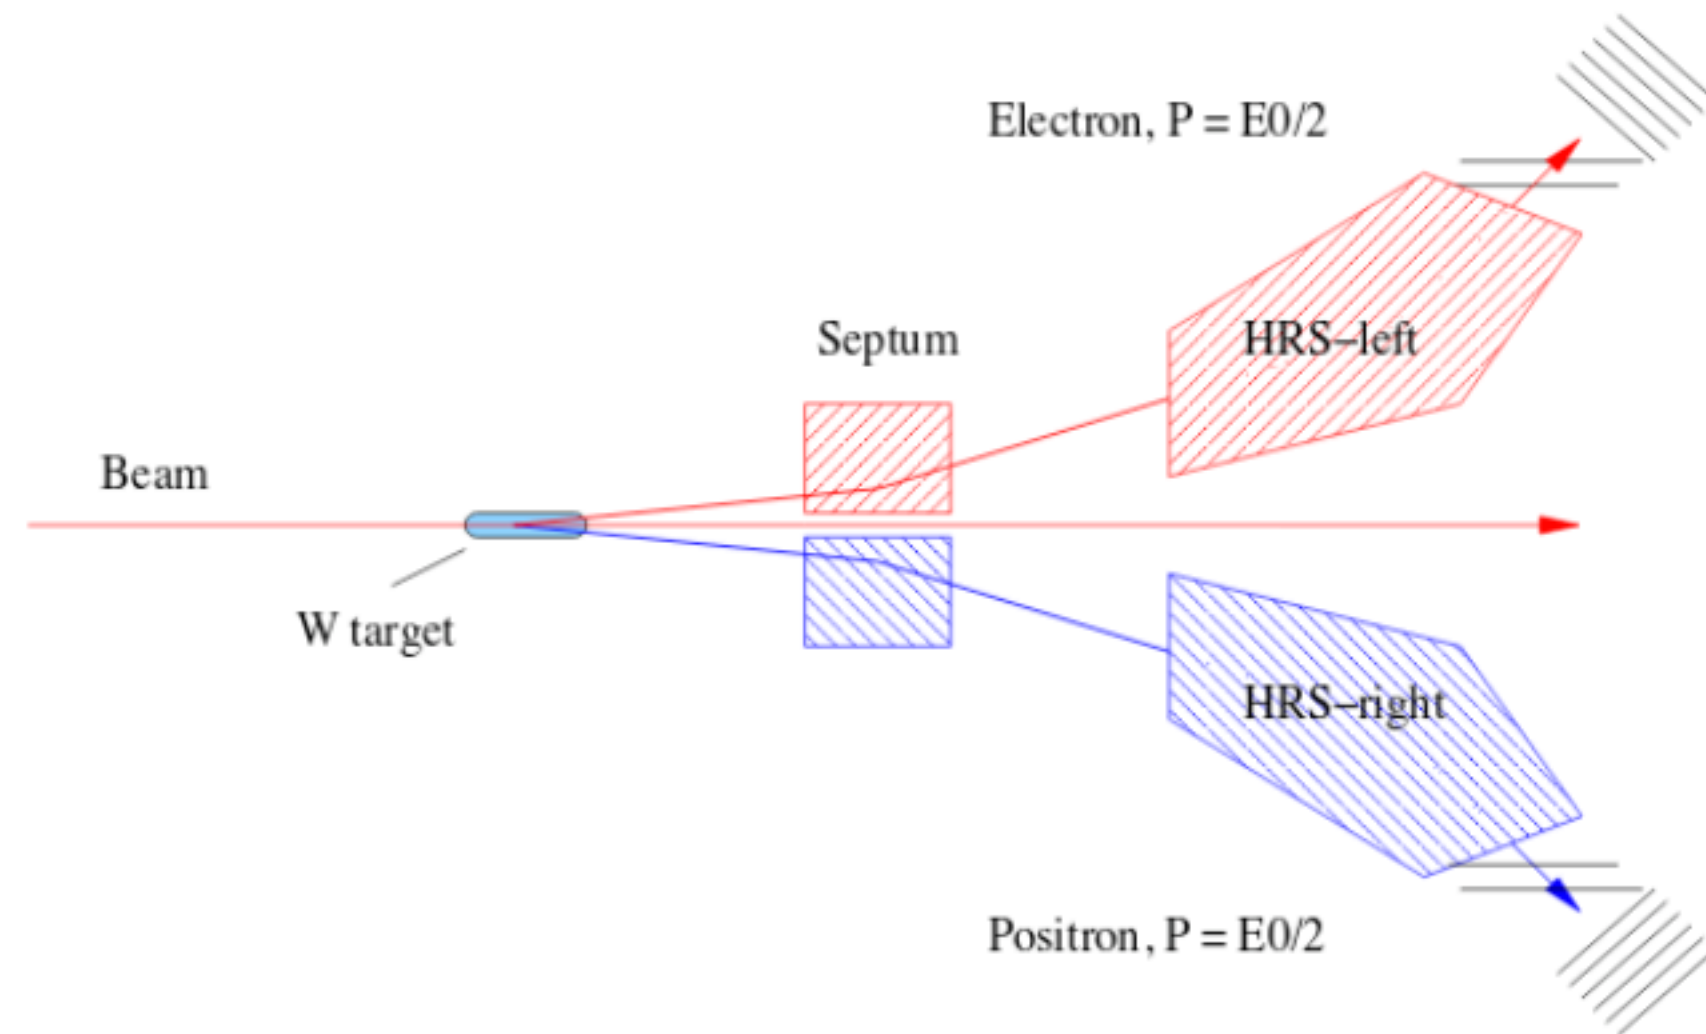 Electron, P = E0/2
Septum
HRS–left
Beam
W target
HRS–right
Positron, P = E0/2